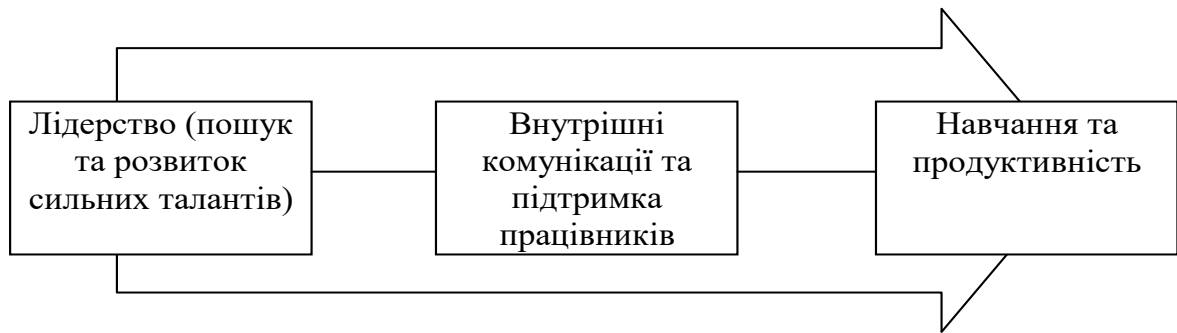 Лідерство (пошук
та розвиток
сильних талантів)
Внутрішні
комунікації та
підтримка
працівників
Навчання та
продуктивність